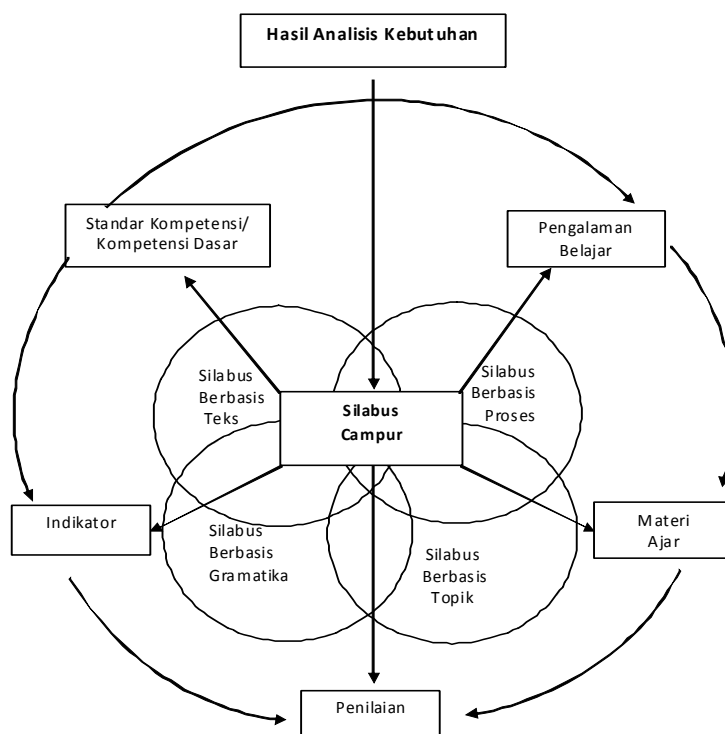 Hasil Analisis Kebutuhan
Standar Kompetensi/
Kompetensi Dasar
Pengalaman
Belajar
Silabus
Berbasis
Teks
Silabus
Berbasis
Proses
Silabus
Campur
Indikator
Materi
Ajar
Silabus
Berbasis
Gramatika
Silabus
Berbasis
Topik
Penilaian